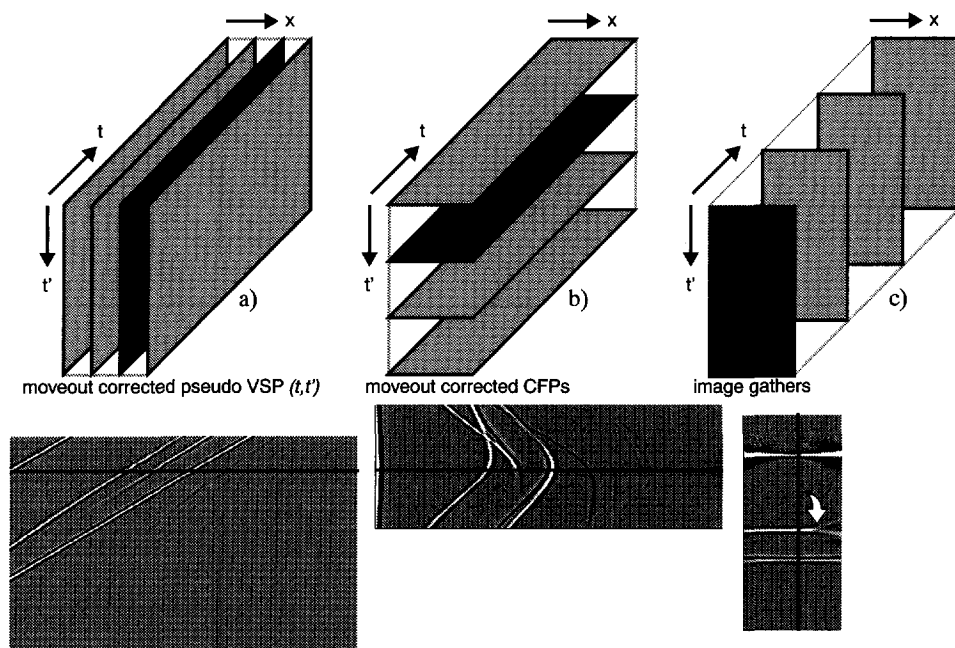 x
t
t'
a)
moveout corrected pseudo VSP (t,t')
x
t
t'
b)
moveout corrected CFPs
x
t
t'
c)
image gathers